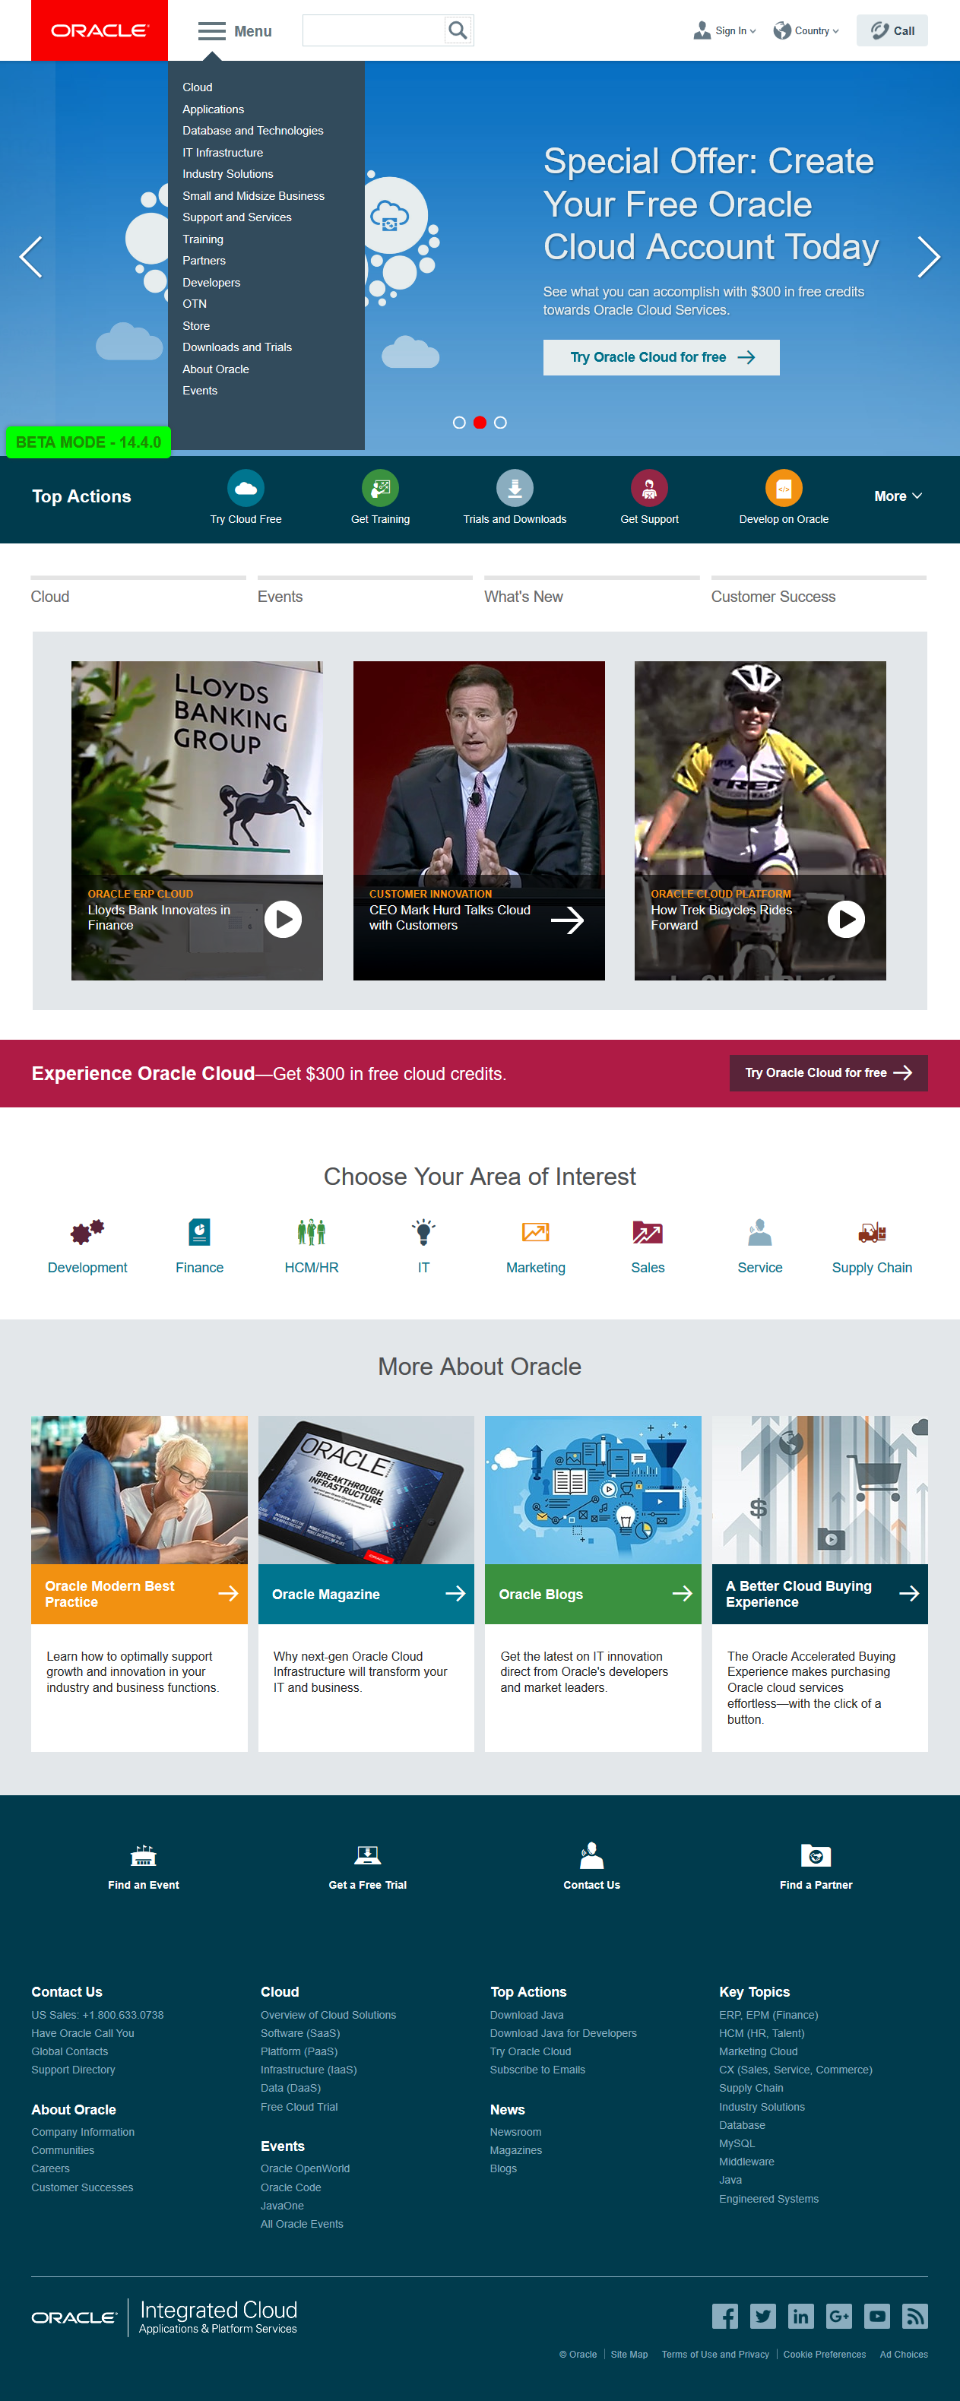 ORACLE
Menu
Sign In
Country
Call
Cloud
Applications
Database and Technologies
IT Infrastructure
Industry Solutions
Small and Midsize Business
Support and Services
Training
Partners
Developers
OTN
Store
Downloads and Trials
About Oracle
Events
Special Offer: Create
Your Free Oracle
Cloud Account Today
See what you can accomplish with $300 in free credits
towards Oracle Cloud Services.
Try Oracle Cloud for free
BETA MODE - 14.4.0
Top Actions
Try Cloud Free
Get Training
Trials and Downloads
Get Support
Develop on Oracle
More
Cloud
Events
What's New
Customer Success
LLOYDS
BANKING
GROUP
ORACLE ERP CLOUD
Lloyds Bank Innovates in
Finance
CUSTOMER INNOVATION
CEO Mark Hurd Talks Cloud
with Customers
TREK
ORACLE CLOUD PLATFORM
How Trek Bicycles Rides
Forward
Experience Oracle Cloud—Get $300 in free cloud credits.
Try Oracle Cloud for free
Choose Your Area of Interest
Development
Finance
HCM/HR
IT
Marketing
Sales
Service
Supply Chain
More About Oracle
ORACLE
BREAKTHROUGH
INFRASTRUCTURE
$
Oracle Modern Best
Practice
Oracle Magazine
Oracle Blogs
A Better Cloud Buying
Experience
Learn how to optimally support
growth and innovation in your
industry and business functions.
Why next-gen Oracle Cloud
Infrastructure will transform your
IT and business.
Get the latest on IT innovation
direct from Oracle's developers
and market leaders.
The Oracle Accelerated Buying
Experience makes purchasing
Oracle cloud services
effortless—with the click of a
button.
Find an Event
Get a Free Trial
Contact Us
Find a Partner
Contact Us
US Sales: +1.800.633.0738
Have Oracle Call You
Global Contacts
Support Directory
About Oracle
Company Information
Communities
Careers
Customer Successes
Cloud
Overview of Cloud Solutions
Software (SaaS)
Platform (PaaS)
Infrastructure (IaaS)
Data (DaaS)
Free Cloud Trial
Events
Oracle OpenWorld
Oracle Code
JavaOne
All Oracle Events
Top Actions
Download Java
Download Java for Developers
Try Oracle Cloud
Subscribe to Emails
News
Newsroom
Magazines
Blogs
Key Topics
ERP, EPM (Finance)
HCM (HR, Talent)
Marketing Cloud
CX (Sales, Service, Commerce)
Supply Chain
Industry Solutions
Database
MySQL
Middleware
Java
Engineered Systems
ORACLE
Integrated Cloud
Applications & Platform Services
© Oracle
Site Map
Terms of Use and Privacy
Cookie Preferences
Ad Choices